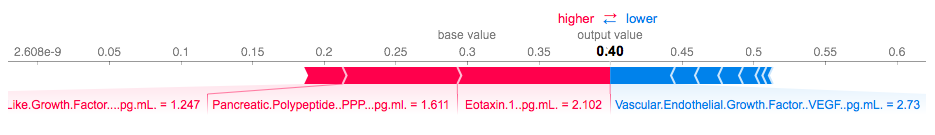 higher ⇄ lower
base value output value
2.608e-9 0.05 0.1 0.15 0.2 0.25 0.3 0.35 0.40 0.45 0.5 0.55 0.6
.ike.Growth.Factor....pg.mL. = 1.247 Pancreatic.Polypeptide..PPP...pg.ml. = 1.611 Eotaxin.1..pg.mL. = 2.102 Vascular.Endothelial.Growth.Factor..VEGF..pg.mL. = 2.73